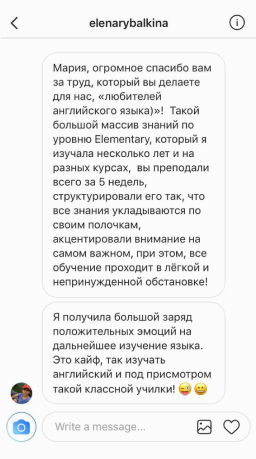 elenarybalkina
Мария, огромное спасибо вам
за труд, который вы делаете
для нас, «любителей
английского языка)»! Такой
большой массив знаний по
уровню Elementary, который я
изучала несколько лет и на
разных курсах, вы преподали
всего за 5 недель,
структурировали его так, что
все знания укладываются по
своим полочкам,
акцентировали внимание на
самом важном, при этом, все
обучение проходит в лёгкой и
непринужденной обстановке!
Я получила большой заряд
положительных эмоций на
дальнейшее изучение языка.
Это кайф, так изучать
английский и под присмотром
такой классной училки! 😜😄
Write a message...